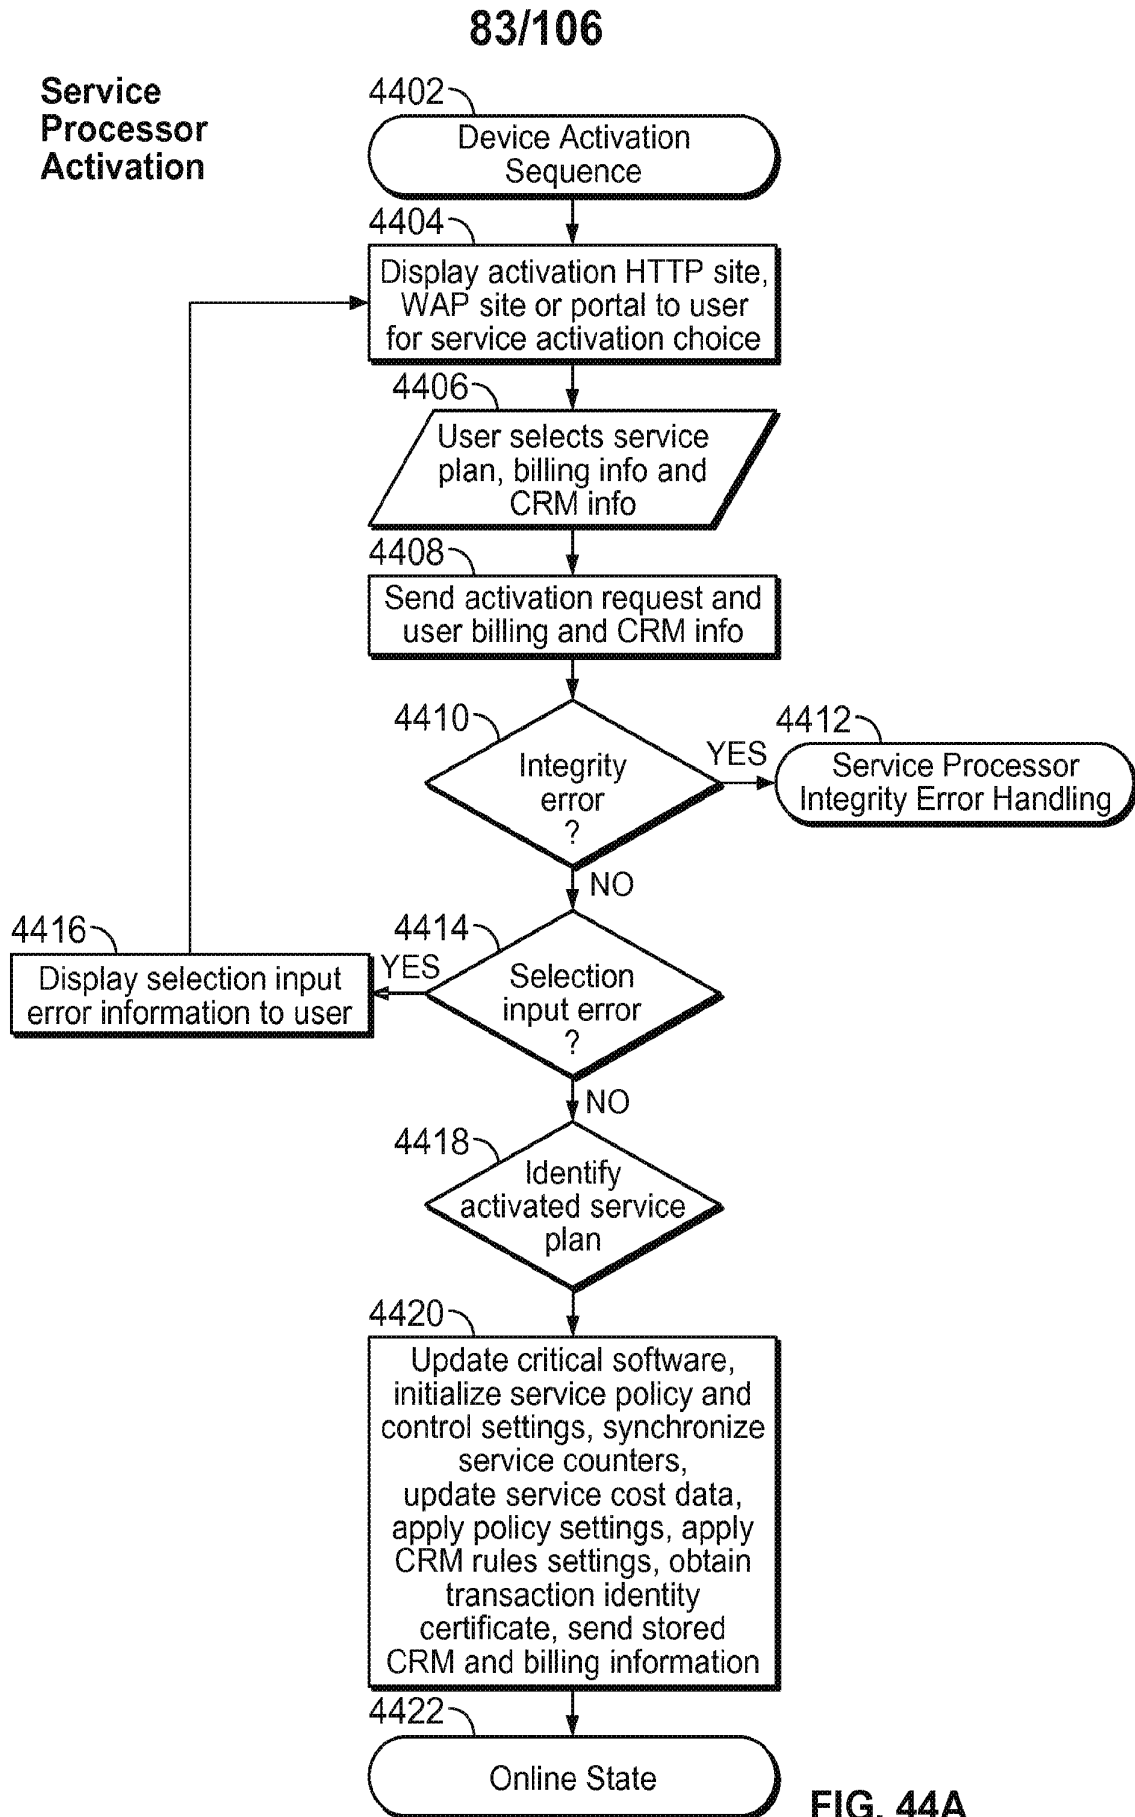 83/106
Service
Processor
Activation
4402
Device Activation
Sequence
4404
Display activation HTTP site,
WAP site or portal to user
for service activation choice
4406
User selects service
plan, billing info and
CRM info
4408
Send activation request and
user billing and CRM info
4410
Integrity
error
?
YES
4412
Service Processor
Integrity Error Handling
NO
4414
Selection
input error
?
YES
4416
Display selection input
error information to user
NO
4418
Identify
activated service
plan
4420
Update critical software,
initialize service policy and
control settings, synchronize
service counters,
update service cost data,
apply policy settings, apply
CRM rules settings, obtain
transaction identity
certificate, send stored
CRM and billing information
4422
Online State
FIG. 44A